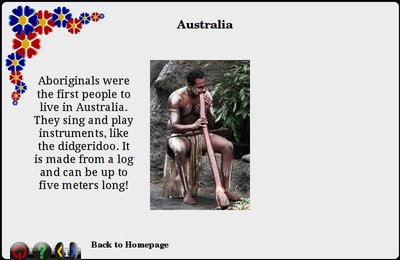 Australia
Aboriginals were
the first people to
live in Australia.
They sing and play
instruments, like
the didgeridoo. It
is made from a log
and can be up to
five meters long!
?
1
Back to Homepage